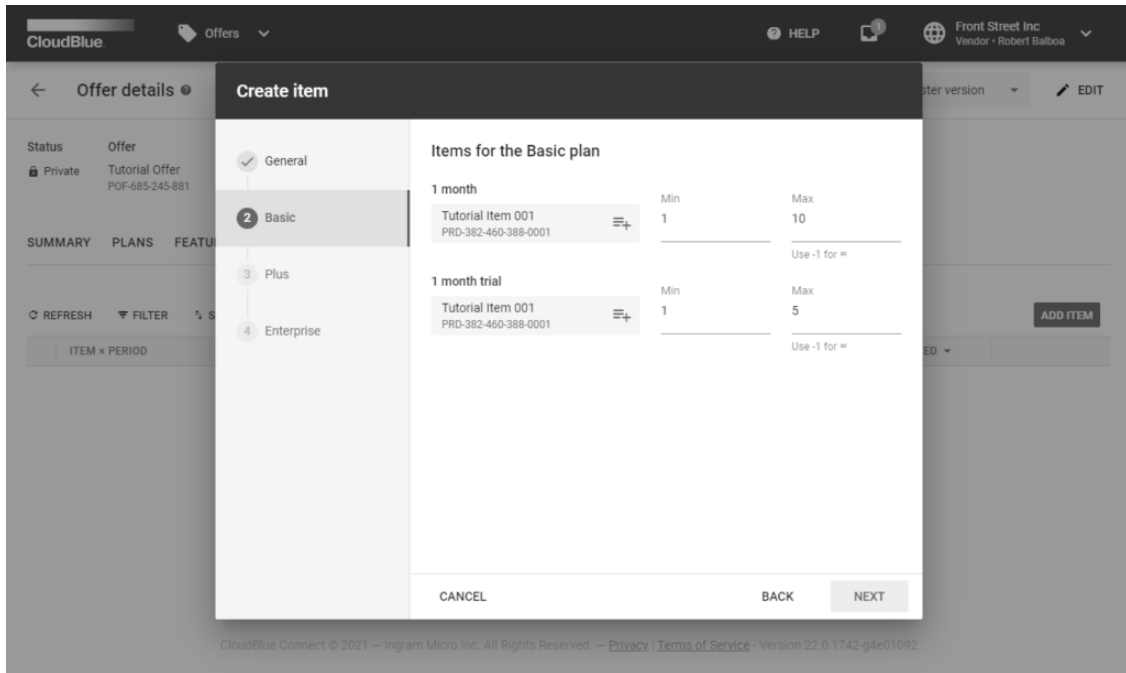 CloudBlue
Offers
HELP
1
Front Street Inc
Vendor • Robert Balboa
Offer details
ster version
EDIT
Status
Offer
Private
Tutorial Offer
POF-685-245-881
SUMMARY PLANS FEATU
REFRESH FILTER S
ADD ITEM
ITEM × PERIOD
ED
Create item
General
2 Basic
3 Plus
4 Enterprise
Items for the Basic plan
1 month
Tutorial Item 001
PRD-382-460-388-0001
Min
1
Max
10
Use -1 for ∞
1 month trial
Tutorial Item 001
PRD-382-460-388-0001
Min
1
Max
5
Use -1 for ∞
CANCEL
BACK
NEXT
CloudBlue Connect © 2021 — Ingram Micro Inc. All Rights Reserved. — Privacy | Terms of Service - Version 22.0.1742-g4e01092